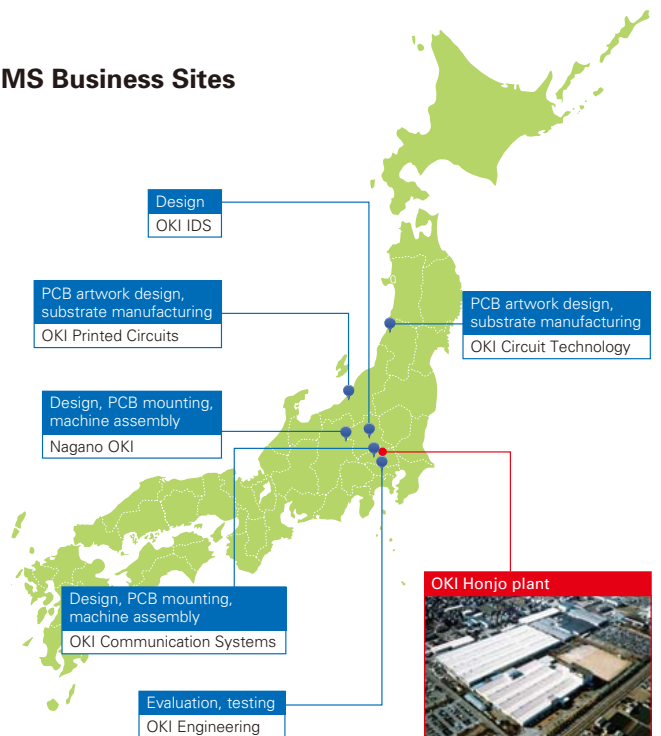 MS Business Sites
Design
OKI IDS
PCB artwork design,
substrate manufacturing
OKI Printed Circuits
PCB artwork design,
substrate manufacturing
OKI Circuit Technology
Design, PCB mounting,
machine assembly
Nagano OKI
Design, PCB mounting,
machine assembly
OKI Communication Systems
OKI Honjo plant
Evaluation, testing
OKI Engineering